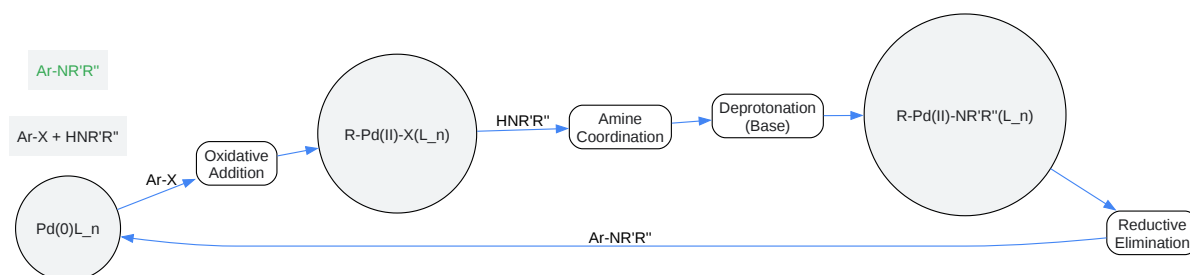 Ar-NR'R"
Ar-X + HNR'R"
Pd(0)L_n
Ar-X
Oxidative
Addition
R-Pd(II)-X(L_n)
HNR'R"
Amine
Coordination
Deprotonation
(Base)
R-Pd(II)-NR'R"(L_n)
Reductive
Elimination
Ar-NR'R"